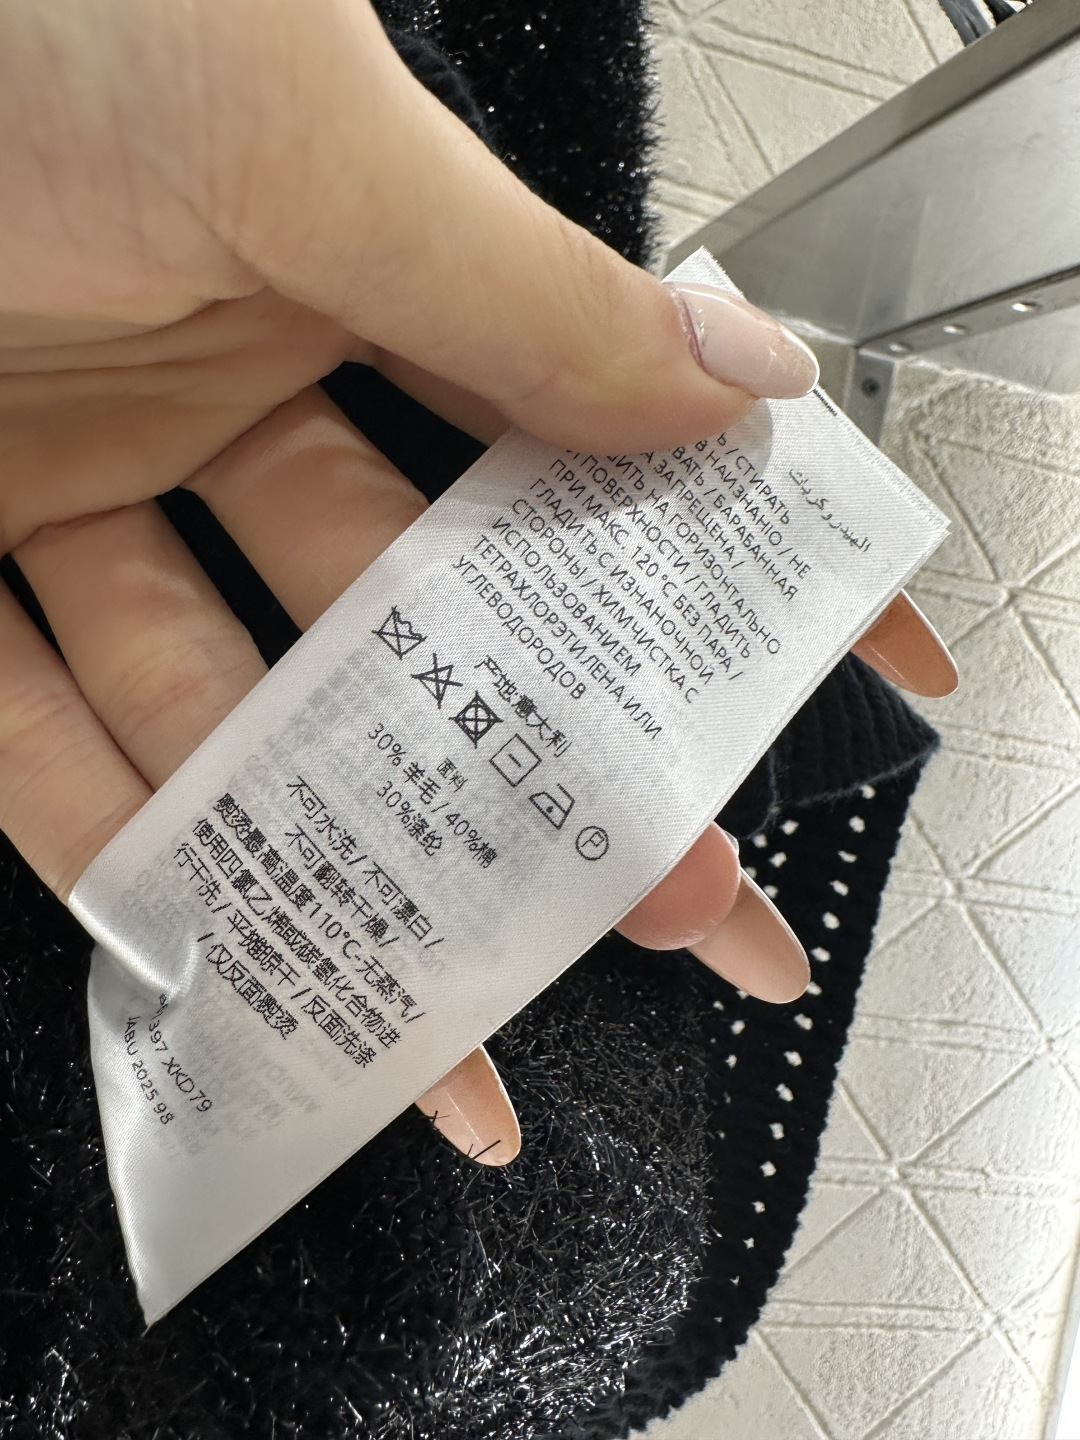 الهيدروكربات
Ь / СТИРАТЬ
В НАИЗНАНЮ / НЕ
ВАТЬ / БАРАБАННАЯ
А ЗАПРЕЩЕНА /
ШИТЬ НА ГОРИЗОНТАЛЬНО
Й ПОВЕРХНОСТИ / ГЛАДИТЬ
ПРИ МАКС. 120 °C БЕЗ ПАРА /
ГЛАДИТЬ С ИЗНАНОЧНОЙ
СТОРОНЫ / ХИМЧИСТКА С
ИСПОЛЬЗОВАНИЕМ
ТЕТРАХЛОРЭТИЛЕНА ИЛИ
УГЛЕВОДОРОДОВ
产地意大利
P
面料
30% 羊毛 / 40%棉
30%涤纶
不可水洗 / 不可漂白 /
不可翻转干燥 /
熨烫最高温度110°C-无蒸汽 /
使用四氯乙烯或碳氢化合物进
行干洗 / 平摊晾干 / 反面洗涤
/ 仅反面熨烫
397 XKD79
JABU 2025 98